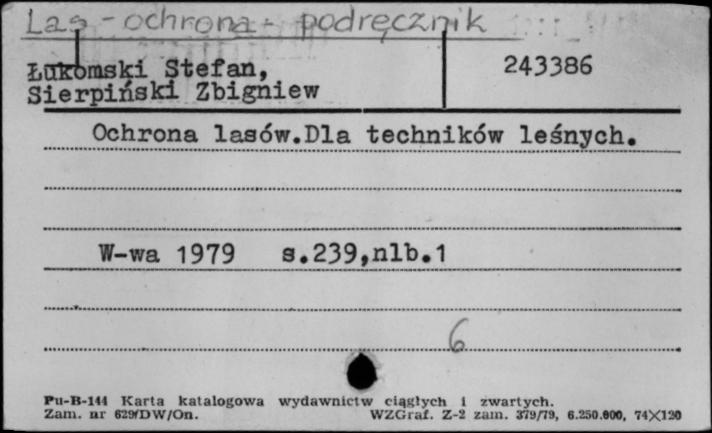 Las - ochrona - podręcznik
Łukomski Stefan, 243386
Sierpiński Zbigniew
Ochrona lasów.Dla techników leśnych.
W-wa 1979 s.239,nlb.1
6
Pu-B-144 Karta katalogowa wydawnictw ciągłych i zwartych.
Zam. nr 629/DW/On. WZGraf. Z-2 zam. 379/79, 6.250.000, 74X120